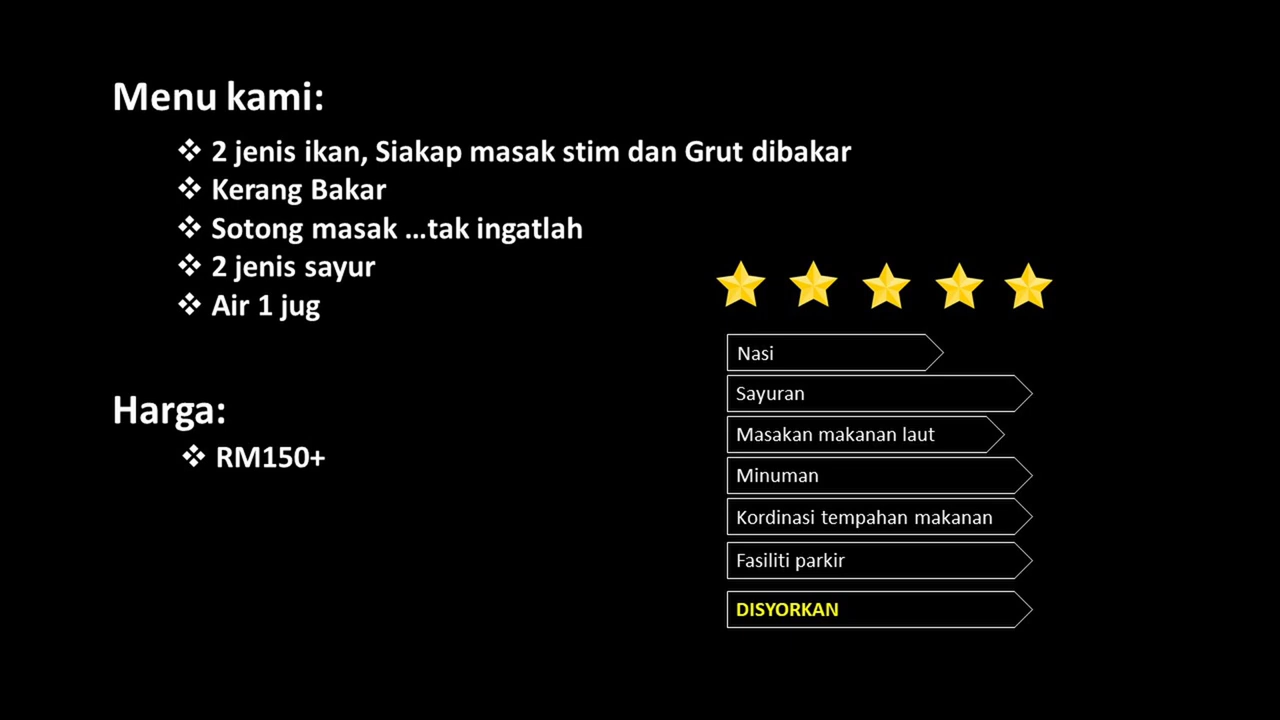 Menu kami:
❖ 2 jenis ikan, Siakap masak stim dan Grut dibakar
❖ Kerang Bakar
❖ Sotong masak ...tak ingatlah
❖ 2 jenis sayur
❖ Air 1 jug
Harga:
❖ RM150+
Nasi
Sayuran
Masakan makanan laut
Minuman
Kordinasi tempahan makanan
Fasiliti parkir
DISYORKAN